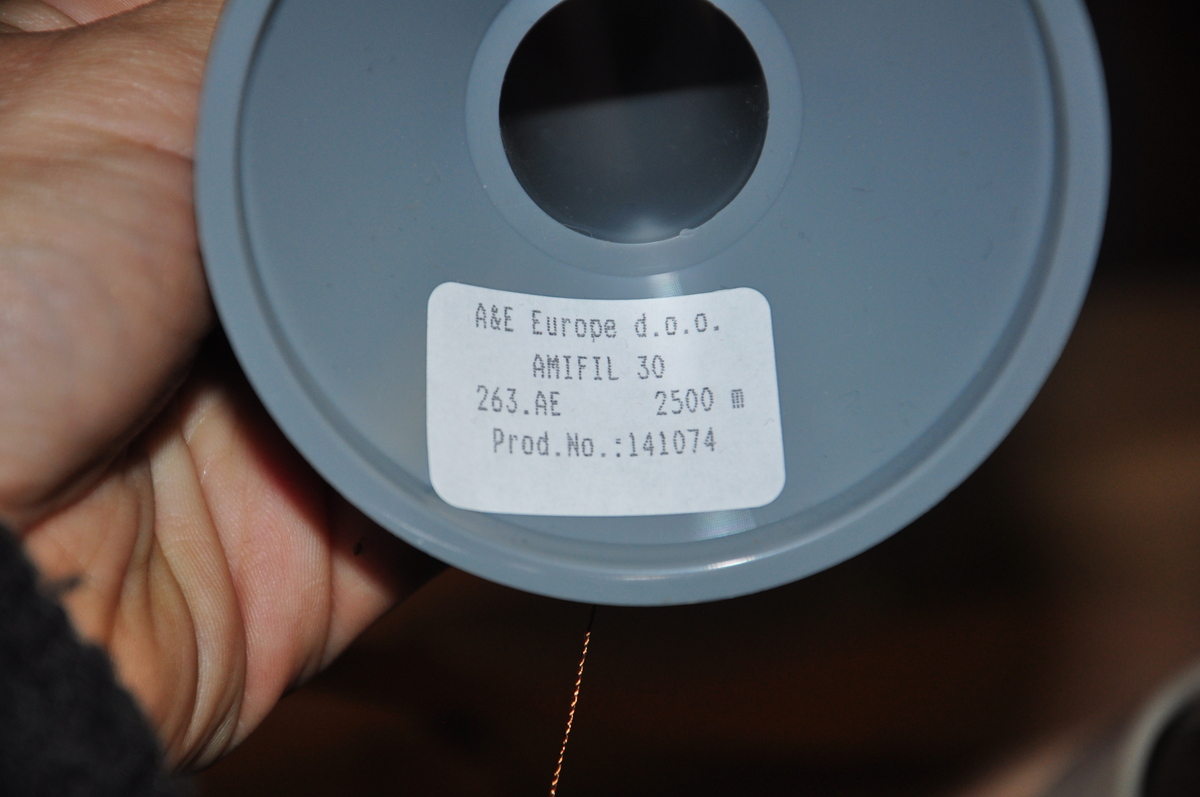 A&E Europe d.o.o.
AMIFIL 30
263.AE 2500 m
Prod.No.:141074